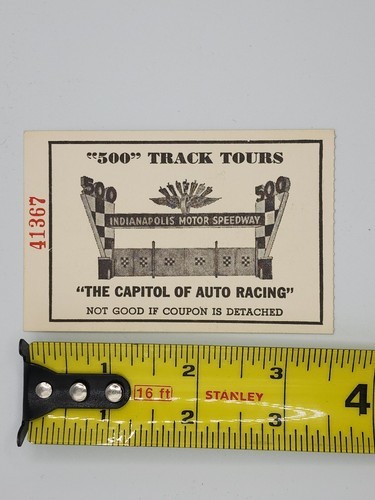 "500" TRACK TOURS
41367
500 500
INDIANAPOLIS MOTOR SPEEDWAY
"THE CAPITOL OF AUTO RACING"
NOT GOOD IF COUPON IS DETACHED
1 2 3 4
16 ft STANLEY
1 2 3